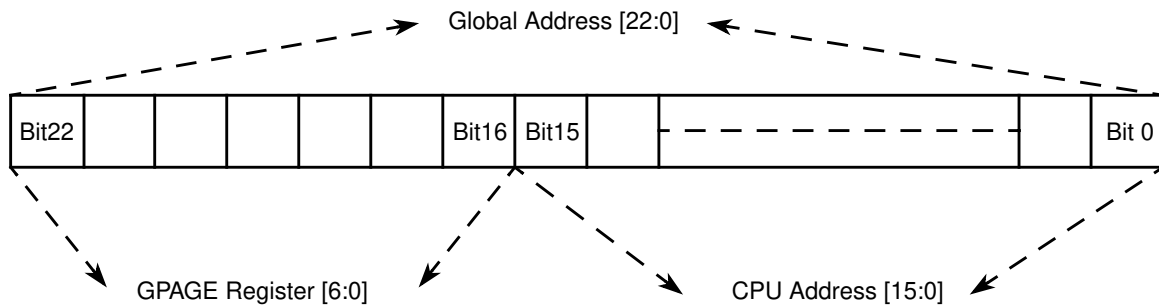 Global Address [22:0]
Bit22 Bit16 Bit15 Bit 0
GPAGE Register [6:0] CPU Address [15:0]